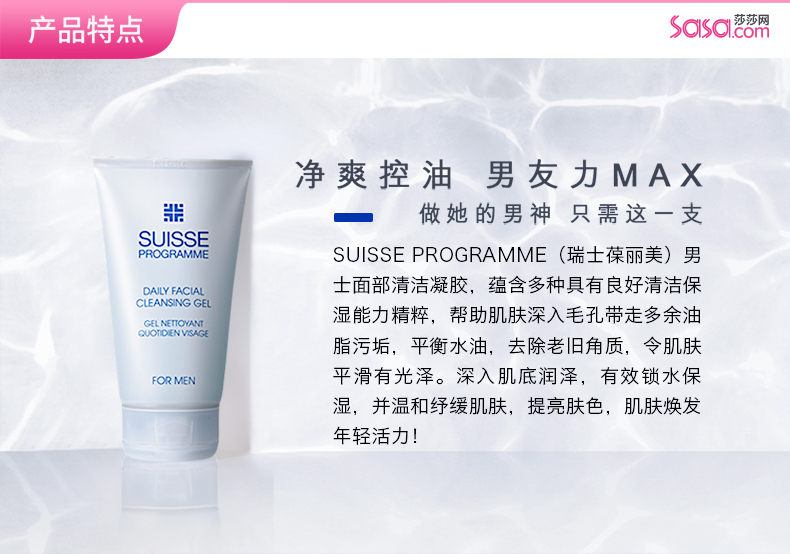 产品特点
Sasa.com
莎莎网
净爽控油 男友力MAX
做她的男神 只需这一支
SUISSE PROGRAMME（瑞士葆丽美）男
士面部清洁凝胶，蕴含多种具有良好清洁保
湿能力精粹，帮助肌肤深入毛孔带走多余油
脂污垢，平衡水油，去除老旧角质，令肌肤
平滑有光泽。深入肌底润泽，有效锁水保
湿，并温和纾缓肌肤，提亮肤色，肌肤焕发
年轻活力！
SUISSE
PROGRAMME
DAILY FACIAL
CLEANSING GEL
GEL NETTOYANT
QUOTIDIEN VISAGE
FOR MEN